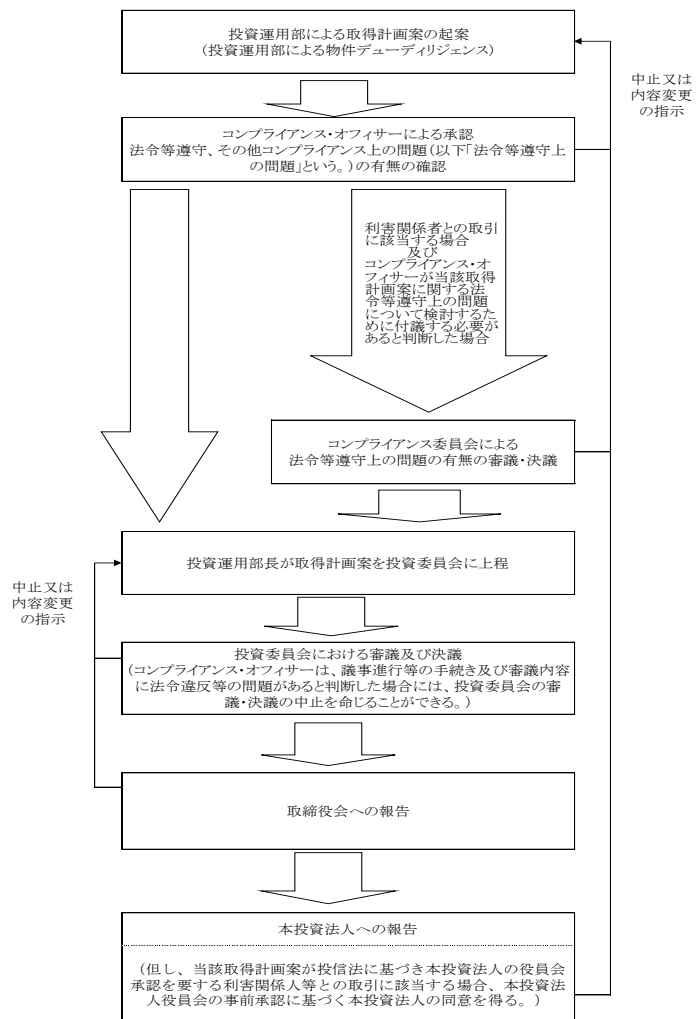 投資運用部による取得計画案の起案
(投資運用部による物件デューディリジェンス)
中止又は
内容変更
の指示
コンプライアンス・オフィサーによる承認
法令等遵守、その他コンプライアンス上の問題(以下「法令等遵守上
の問題」という。)の有無の確認
利害関係者との取引
に該当する場合
及び
コンプライアンス・オ
フィサーが当該取得
計画案に関する法
令等遵守上の問題
について検討するた
めに付議する必要が
あると判断した場合
コンプライアンス委員会による
法令等遵守上の問題の有無の審議・決議
投資運用部長が取得計画案を投資委員会に上程
中止又は
内容変更
の指示
投資委員会における審議及び決議
(コンプライアンス・オフィサーは、議事進行等の手続き及び審議内容
に法令違反等の問題があると判断した場合には、投資委員会の審
議・決議の中止を命じることができる。)
取締役会への報告
本投資法人への報告
(但し、当該取得計画案が投信法に基づき本投資法人の役員会
承認を要する利害関係人等との取引に該当する場合、本投資法
人役員会の事前承認に基づく本投資法人の同意を得る。)